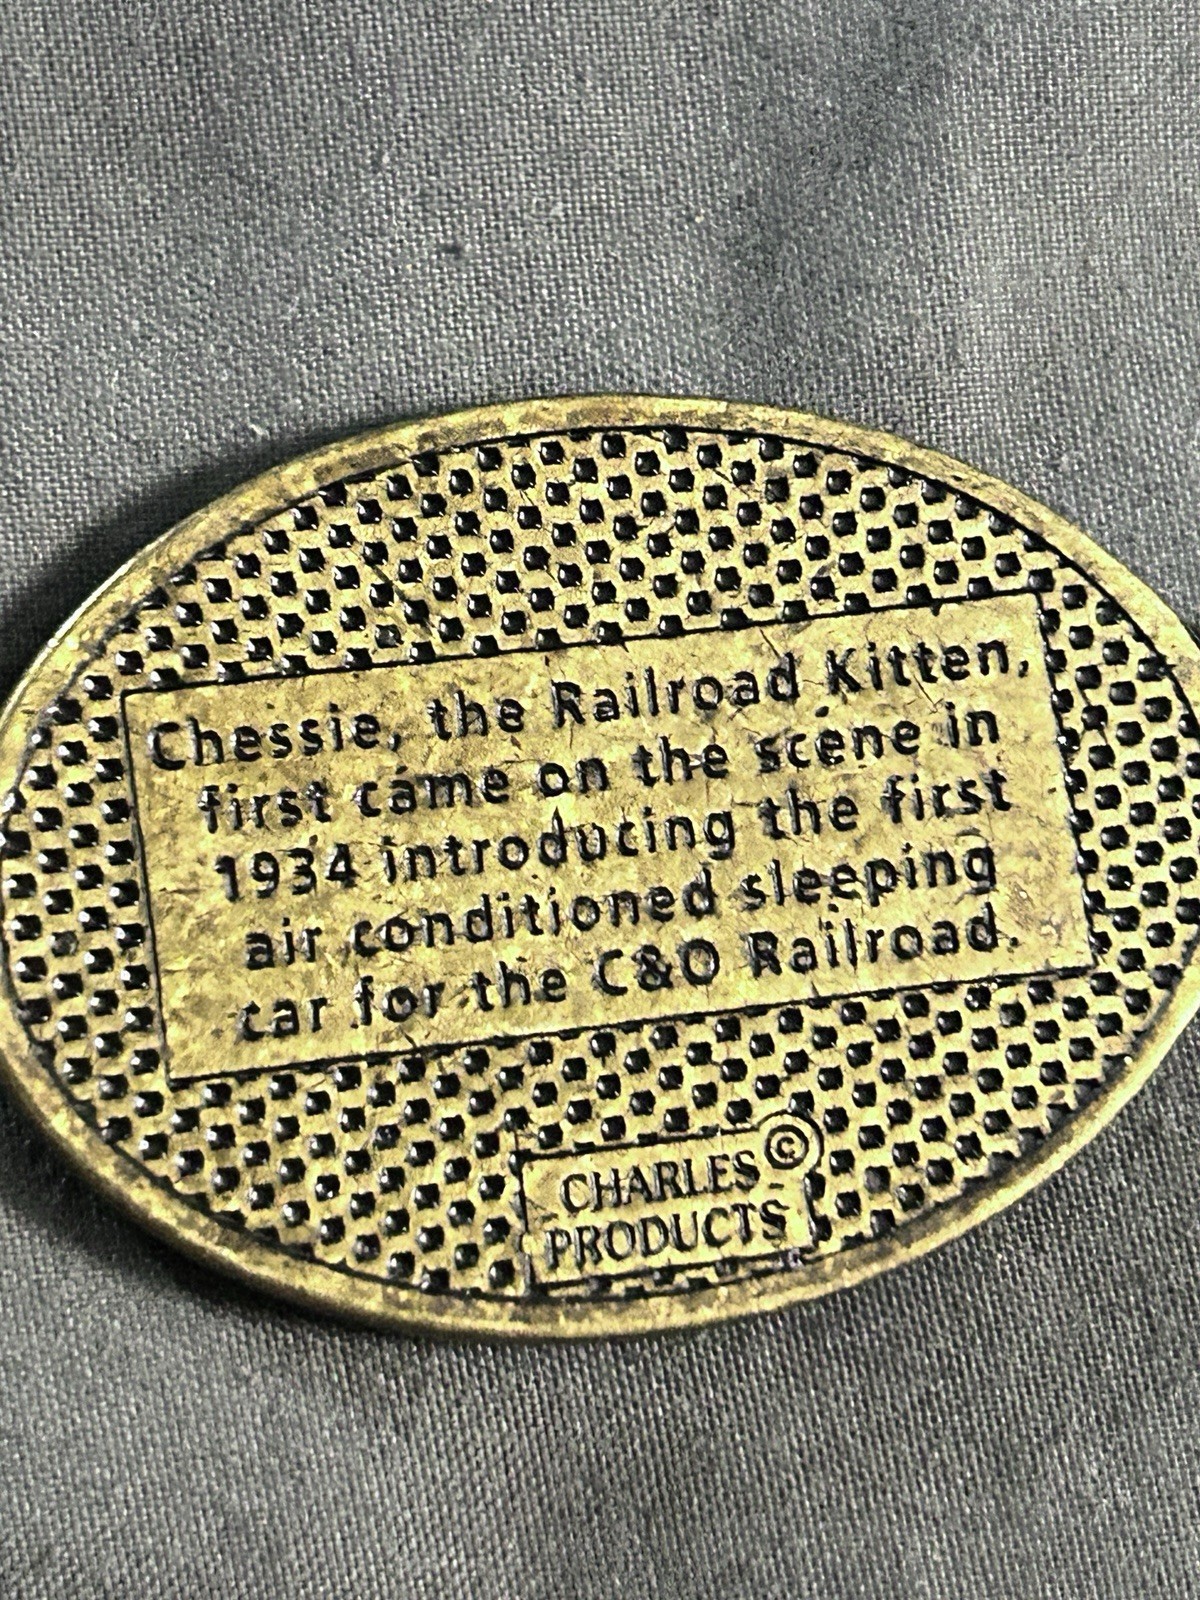 Chessie, the Railroad Kitten,
first came on the scene in
1934 introducing the first
air conditioned sleeping
car for the C&O Railroad.
©
CHARLES
PRODUCTS